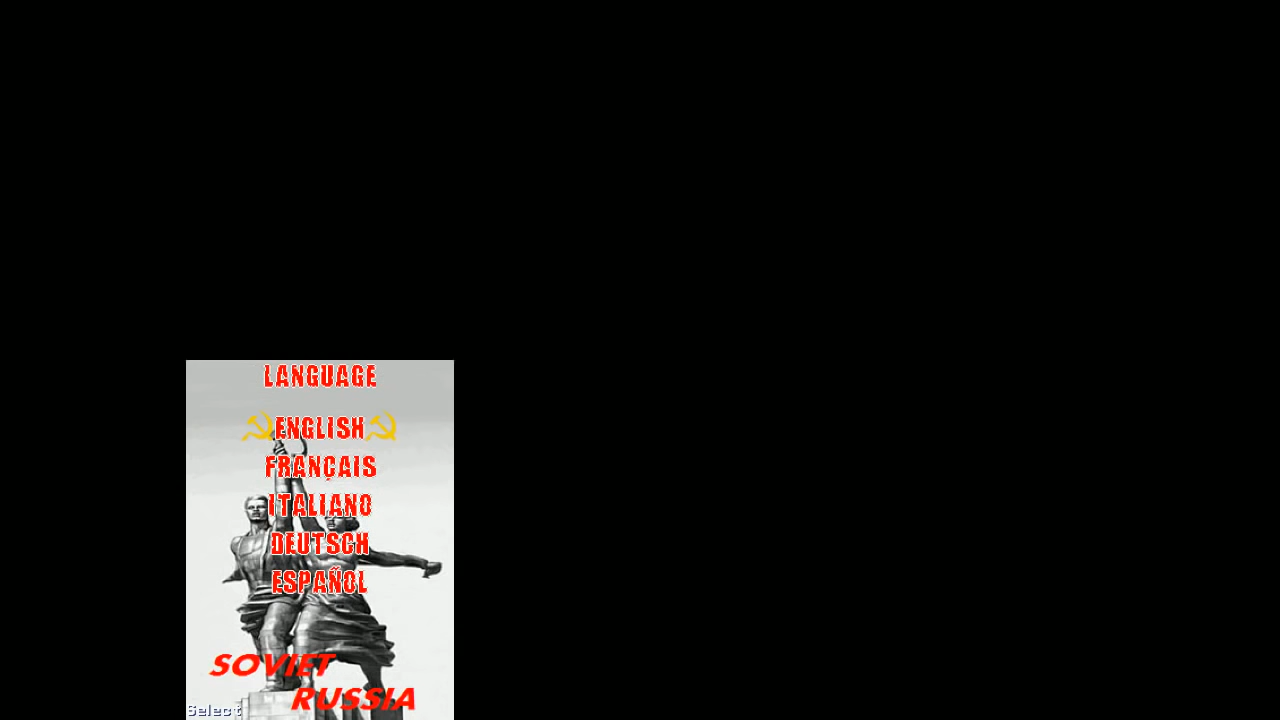 LANGUAGE
ENGLISH
FRANÇAIS
ITALIANO
DEUTSCH
ESPAÑOL
SOVIET
RUSSIA
Select